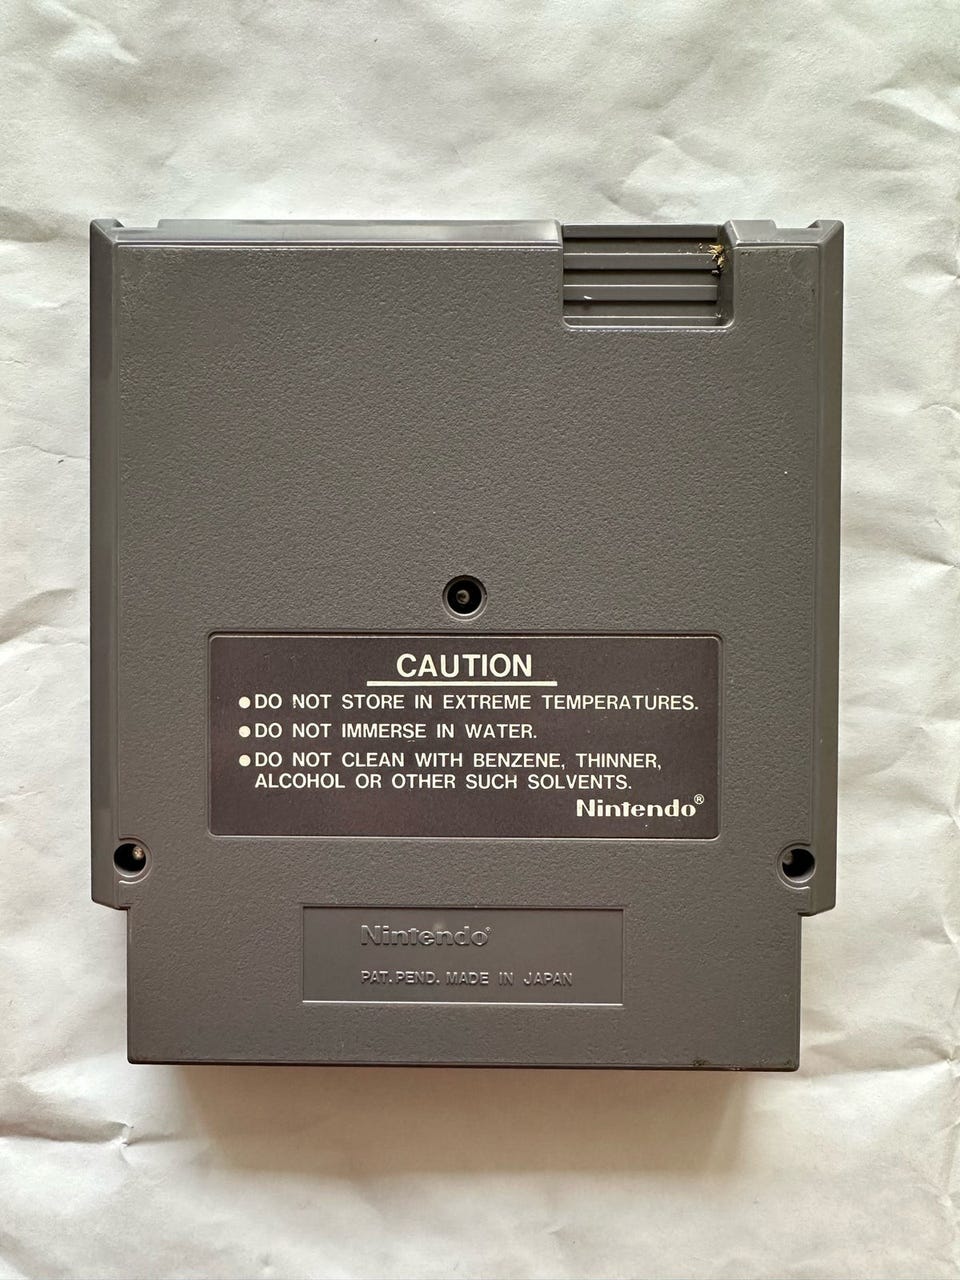 CAUTION
●DO NOT STORE IN EXTREME TEMPERATURES.
●DO NOT IMMERSE IN WATER.
●DO NOT CLEAN WITH BENZENE, THINNER,
ALCOHOL OR OTHER SUCH SOLVENTS.
Nintendo®
Nintendo®
PAT. PEND. MADE IN JAPAN